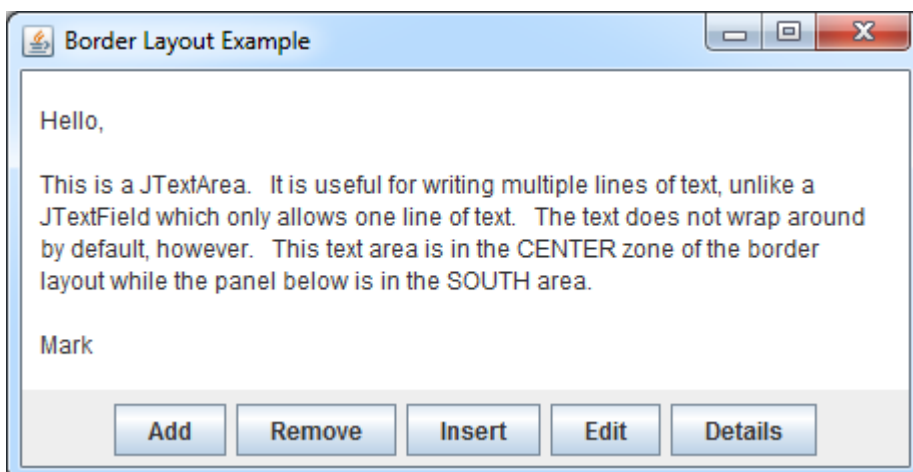 Border Layout Example
Hello,
This is a JTextArea.   It is useful for writing multiple lines of text, unlike a
JTextField which only allows one line of text.   The text does not wrap around
by default, however.   This text area is in the CENTER zone of the border
layout while the panel below is in the SOUTH area.
Mark
Add Remove Insert Edit Details